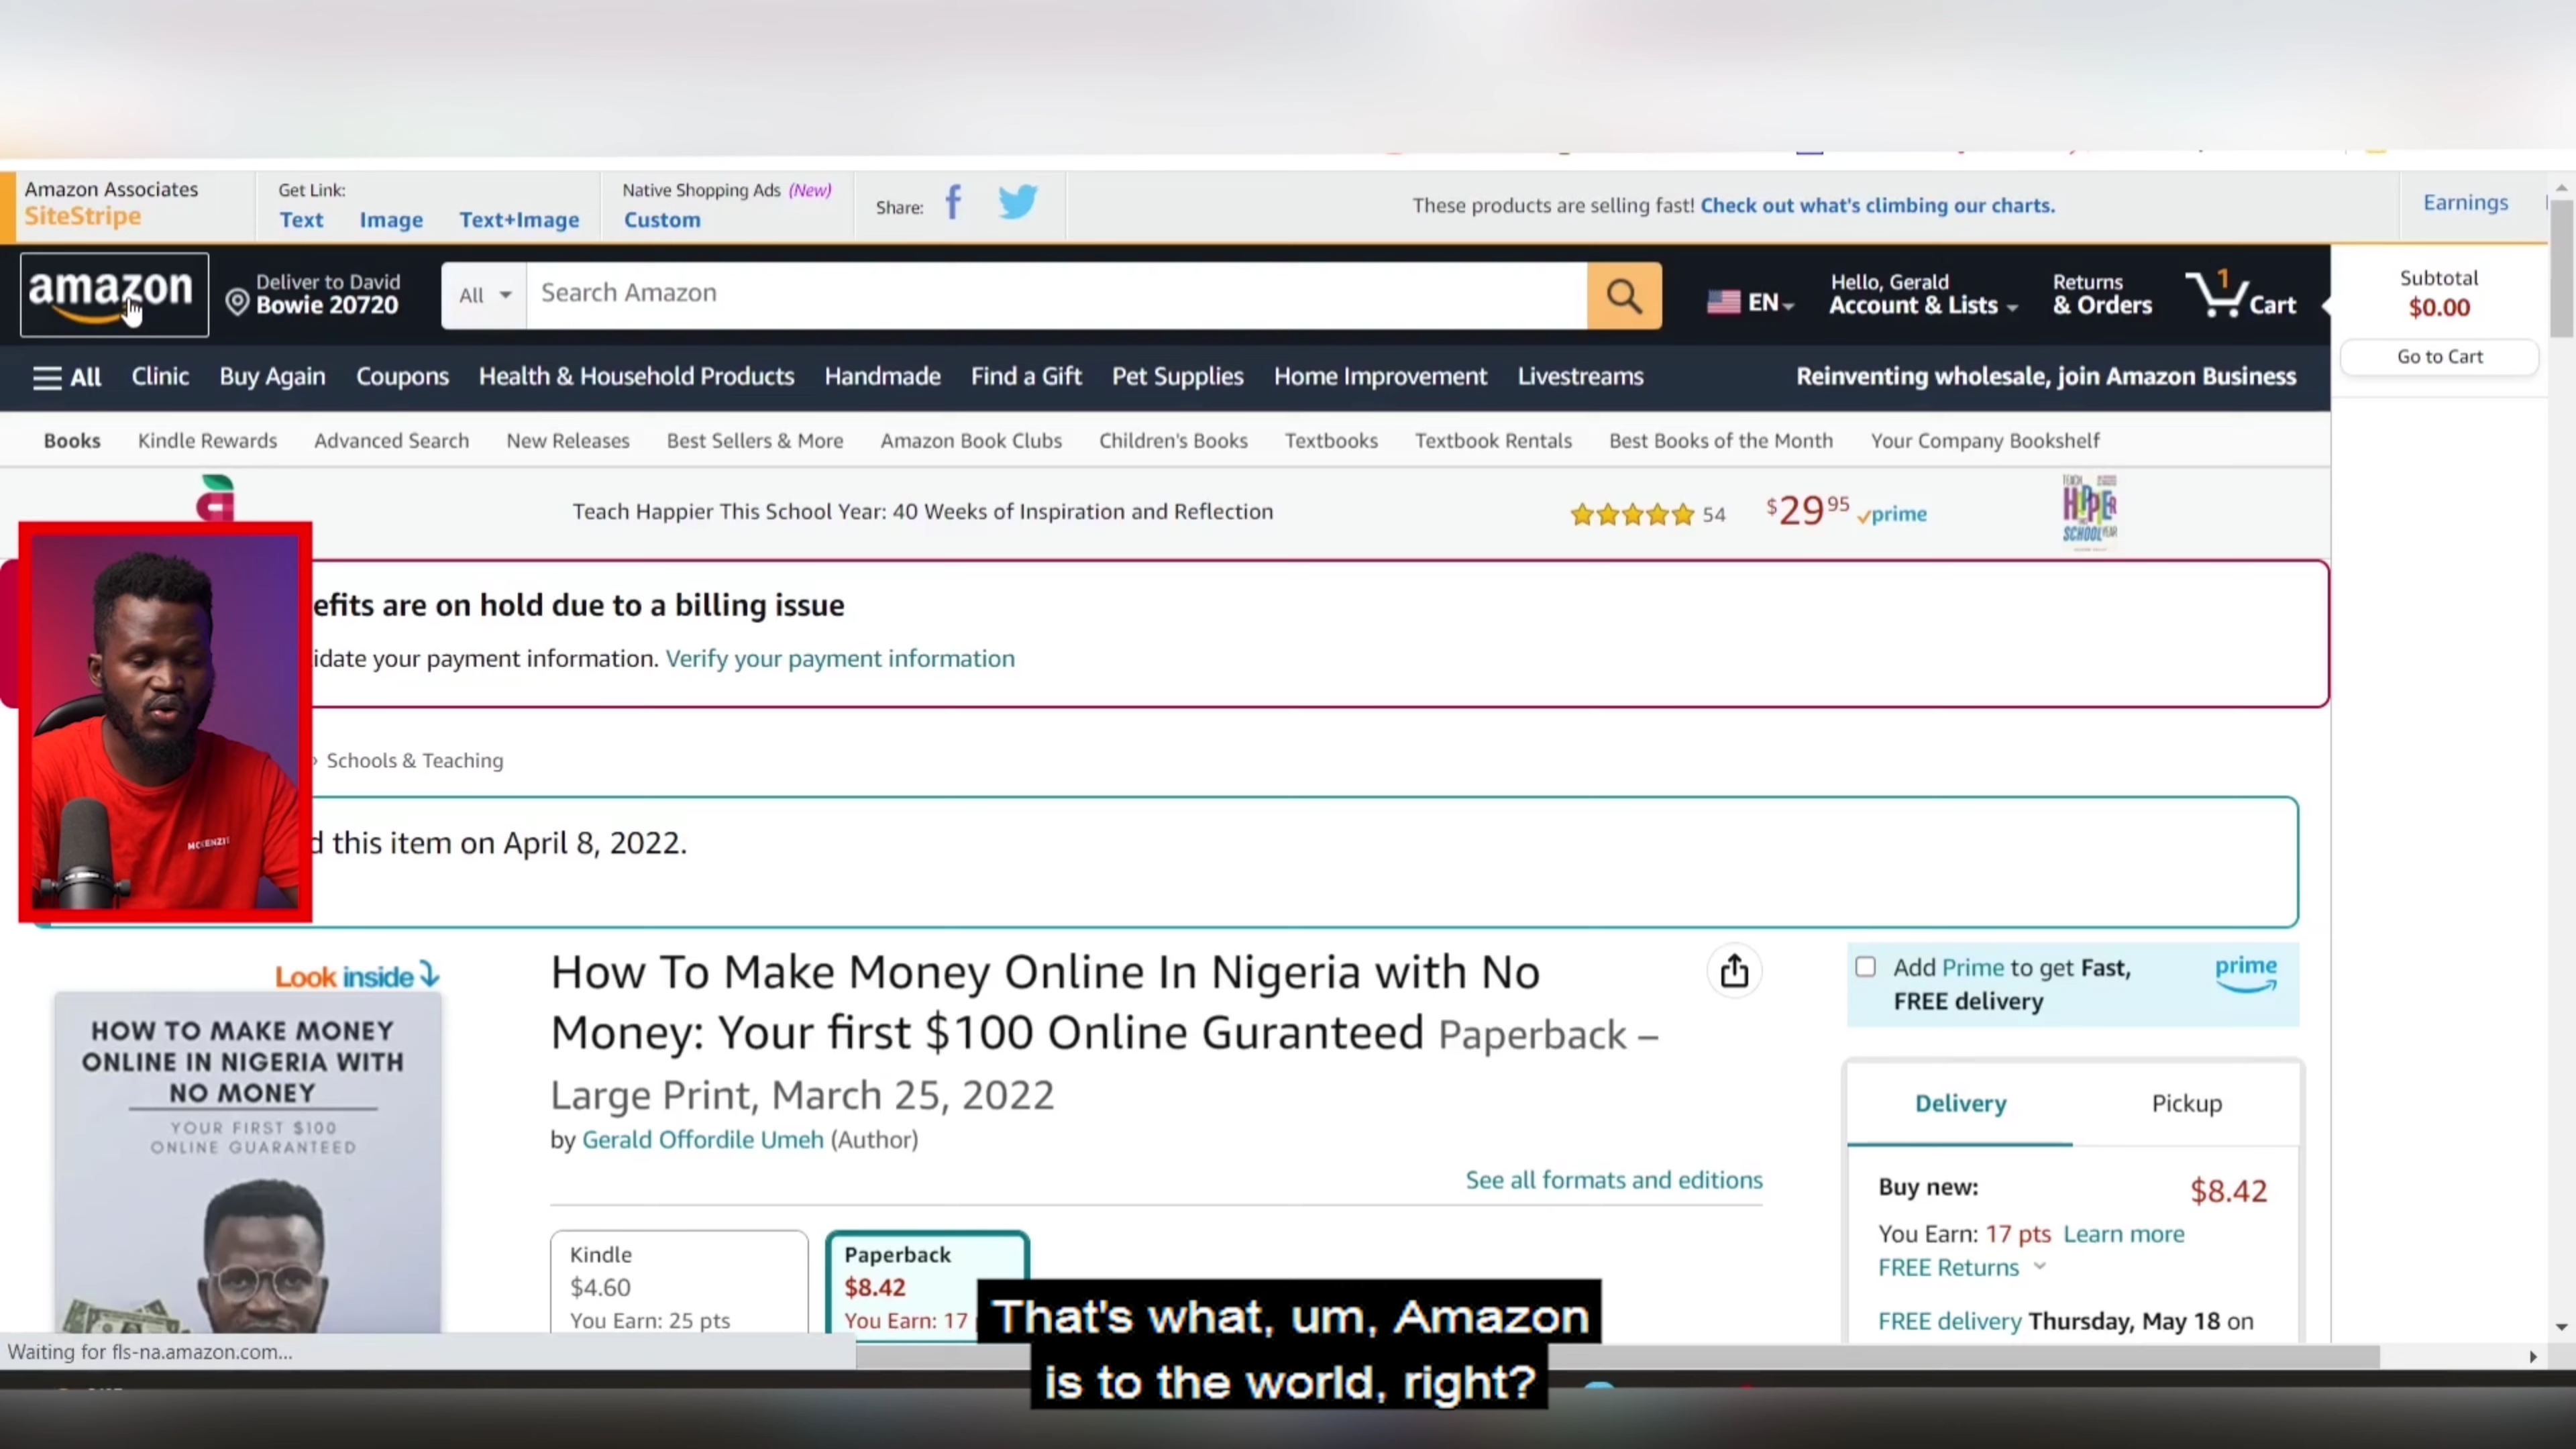 Amazon Associates
SiteStripe
Get Link:
Text Image Text+Image
Native Shopping Ads (New)
Custom
Share:
These products are selling fast! Check out what's climbing our charts.
Earnings
amazon
Deliver to David
Bowie 20720
All
Search Amazon
EN
Hello, Gerald
Account & Lists
Returns
& Orders
1
Cart
Subtotal
$0.00
Go to Cart
All Clinic Buy Again Coupons Health & Household Products Handmade Find a Gift Pet Supplies Home Improvement Livestreams
Reinventing wholesale, join Amazon Business
Books Kindle Rewards Advanced Search New Releases Best Sellers & More Amazon Book Clubs Children's Books Textbooks Textbook Rentals Best Books of the Month Your Company Bookshelf
Teach Happier This School Year: 40 Weeks of Inspiration and Reflection
54
$29 95 prime
TEACH
HAPPIER
SCHOOL YEAR
efits are on hold due to a billing issue
idate your payment information. Verify your payment information
› Schools & Teaching
MCKENZII
d this item on April 8, 2022.
Look inside
HOW TO MAKE MONEY
ONLINE IN NIGERIA WITH
NO MONEY
YOUR FIRST $100
ONLINE GUARANTEED
How To Make Money Online In Nigeria with No
Money: Your first $100 Online Guranteed Paperback –
Large Print, March 25, 2022
by Gerald Offordile Umeh (Author)
See all formats and editions
Kindle
$4.60
You Earn: 25 pts
Paperback
$8.42
You Earn: 17
Add Prime to get Fast,
FREE delivery
prime
Delivery
Pickup
Buy new:
$8.42
You Earn: 17 pts Learn more
FREE Returns
FREE delivery Thursday, May 18 on
Waiting for fls-na.amazon.com...
That's what, um, Amazon
is to the world, right?